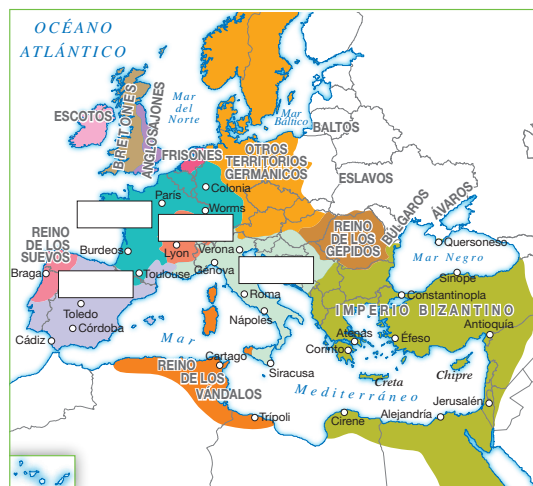 OCÉANO
ATLÁNTICO
ESCOTOS
BRETONES
ANGLOSAJONES
Mar
del
Norte
Mar
Báltico
BALTOS
FRISONES
OTROS
TERRITORIOS
GERMÁNICOS
ESLAVOS
Colonia
París
Worms
REINO
DE LOS
SUEVOS
Burdeos
Lyon
Verona
Génova
REINO
DE LOS
GÉPIDOS
BÚLGAROS
ÁVAROS
Quersoneso
Mar Negro
Sinope
Braga
Toulouse
Toledo
Córdoba
Cádiz
Roma
Nápoles
Constantinopla
IMPERIO BIZANTINO
Antioquía
Atenas
Éfeso
Corinto
Mar
Mediterráneo
Cartago
Siracusa
Creta
Chipre
REINO
DE LOS
VÁNDALOS
Trípoli
Cirene
Alejandría
Jerusalén